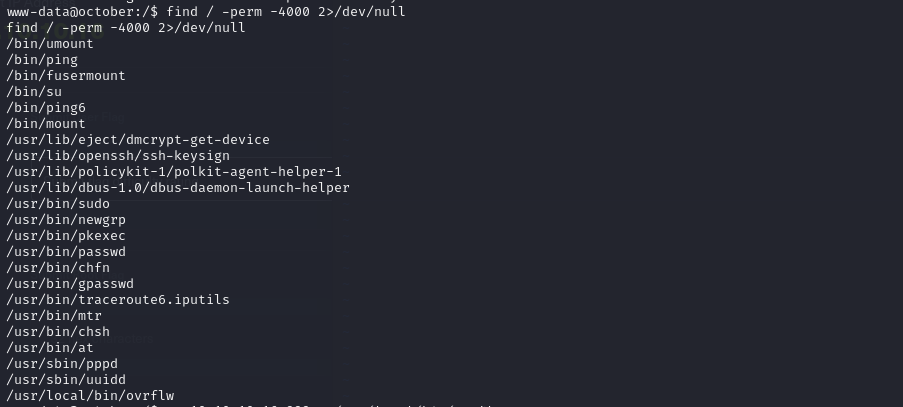 www-data@october:/$ find / -perm -4000 2>/dev/null
find / -perm -4000 2>/dev/null
/bin/umount
/bin/ping
/bin/fusermount
/bin/su
/bin/ping6
/bin/mount
/usr/lib/eject/dmcrypt-get-device
/usr/lib/openssh/ssh-keysign
/usr/lib/policykit-1/polkit-agent-helper-1
/usr/lib/dbus-1.0/dbus-daemon-launch-helper
/usr/bin/sudo
/usr/bin/newgrp
/usr/bin/pkexec
/usr/bin/passwd
/usr/bin/chfn
/usr/bin/gpasswd
/usr/bin/traceroute6.iputils
/usr/bin/mtr
/usr/bin/chsh
/usr/bin/at
/usr/sbin/pppd
/usr/sbin/uuidd
/usr/local/bin/ovrflw